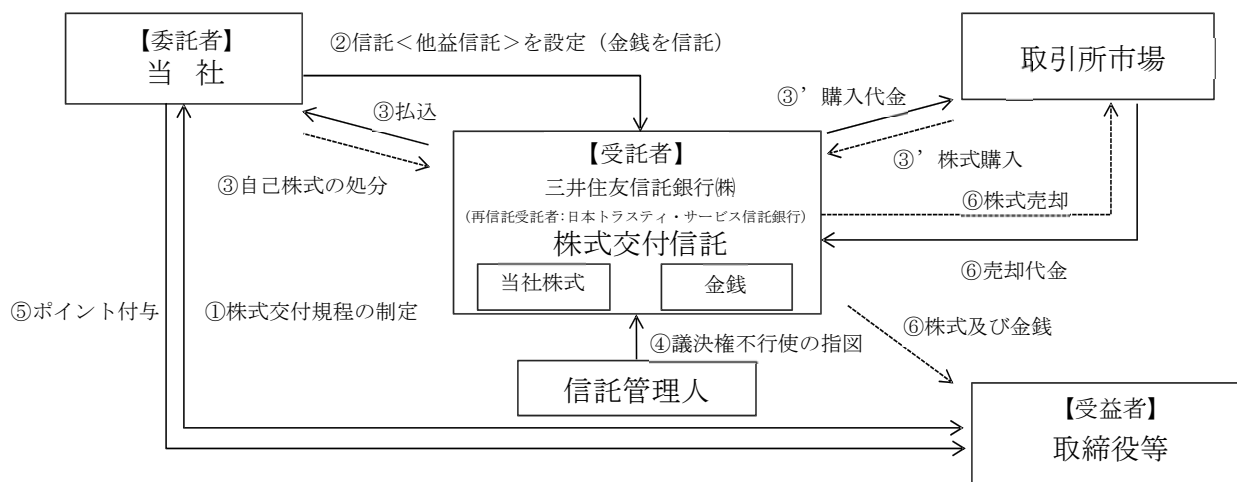 【委託者】
当 社
②信託＜他益信託＞を設定（金銭を信託）
取引所市場
③払込
③’購入代金
【受託者】
三井住友信託銀行㈱
(再信託受託者:日本トラスティ・サービス信託銀行)
株式交付信託
当社株式
金銭
③自己株式の処分
③’株式購入
⑥株式売却
⑥売却代金
⑤ポイント付与
①株式交付規程の制定
⑥株式及び金銭
④議決権不行使の指図
信託管理人
【受益者】
取締役等